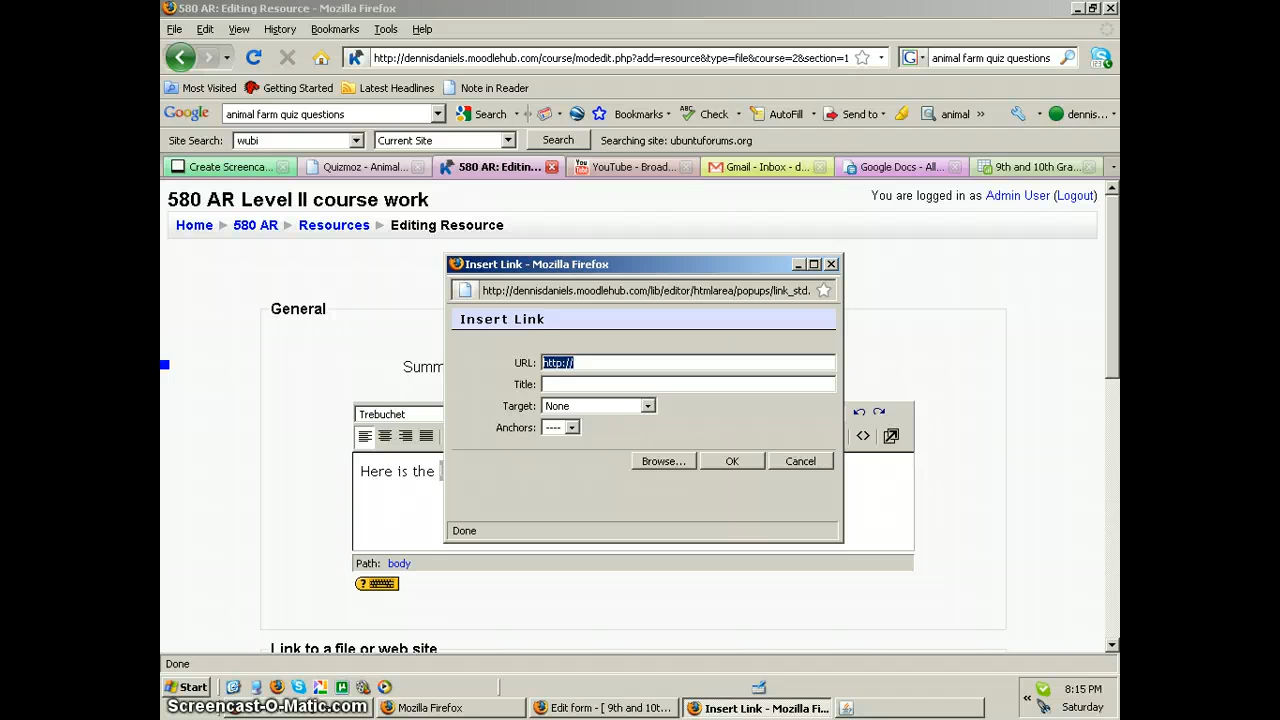 580 AR: Editing Resource - Mozilla Firefox
File Edit View History Bookmarks Tools Help
http://dennisdaniels.moodlehub.com/course/modedit.php?add=resource&type=file&course=2&section=1 G animal farm quiz questions
Most Visited Getting Started Latest Headlines Note in Reader
Google animal farm quiz questions Search Bookmarks Check AutoFill Send to animal » dennis...
Site Search: wubi Current Site Search Searching site: ubuntuforums.org
Create Screenca... Quizmoz - Animal... 580 AR: Editin... YouTube - Broad... Gmail - Inbox - d... Google Docs - All... 9th and 10th Gra...
580 AR Level II course work You are logged in as Admin User (Logout)
Home ► 580 AR ► Resources ► Editing Resource
Insert Link - Mozilla Firefox
http://dennisdaniels.moodlehub.com/lib/editor/htmlarea/popups/link_std.
General
Insert Link
URL: http://
Summ
Title:
Target: None
Trebuchet
Anchors: ----
Browse... OK Cancel
Here is the
Done
Path: body
?
Link to a file or web site
Done
Start
Screencast-O-Matic.com Mozilla Firefox Edit form - [ 9th and 10t... Insert Link - Mozilla Fi... « 8:15 PM
Saturday